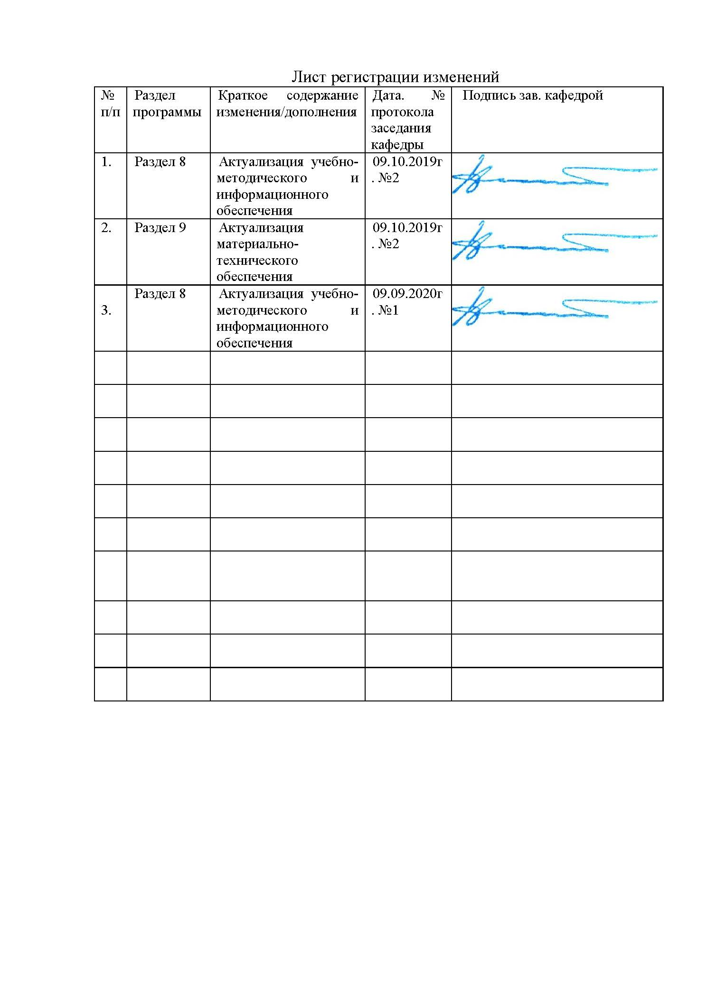 Лист регистрации изменений
№
п/п
Раздел
программы
Краткое содержание
изменения/дополнения
Дата. №
протокола
заседания
кафедры
Подпись зав. кафедрой
1.
Раздел 8
Актуализация учебно-
методического и
информационного
обеспечения
09.10.2019г
. №2
2.
Раздел 9
Актуализация
материально-
технического
обеспечения
09.10.2019г
. №2
3.
Раздел 8
Актуализация учебно-
методического и
информационного
обеспечения
09.09.2020г
. №1